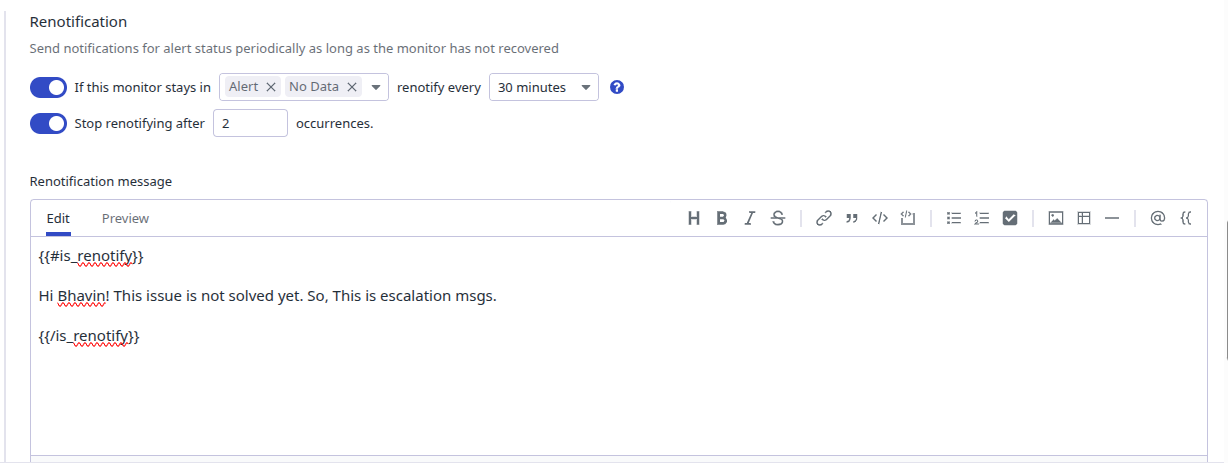 Renotification
Send notifications for alert status periodically as long as the monitor has not recovered
If this monitor stays in Alert No Data renotify every 30 minutes
Stop renotifying after 2 occurrences.
Renotification message
Edit Preview
{{#is_renotify}}
Hi Bhavin! This issue is not solved yet. So, This is escalation msgs.
{{/is_renotify}}